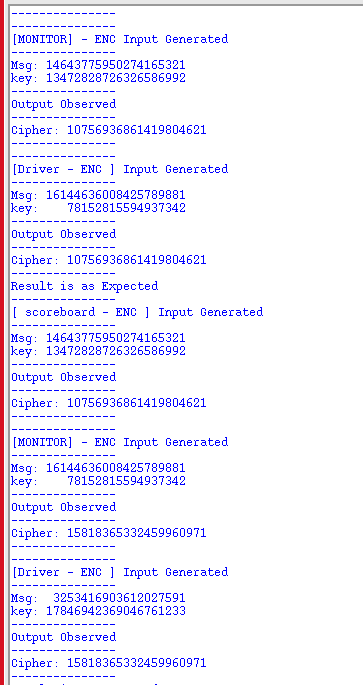 ---------------
---------------
[MONITOR] - ENC Input Generated
---------------
Msg: 14643775950274165321
key: 13472828726326586992
---------------
Output Observed
---------------
Cipher: 10756936861419804621
---------------
---------------
[Driver - ENC ] Input Generated
---------------
Msg: 16144636008425789881
key:    78152815594937342
---------------
Output Observed
---------------
Cipher: 10756936861419804621
---------------
Result is as Expected
---------------
[ scoreboard - ENC ] Input Generated
---------------
Msg: 14643775950274165321
key: 13472828726326586992
---------------
Output Observed
---------------
Cipher: 10756936861419804621
---------------
---------------
[MONITOR] - ENC Input Generated
---------------
Msg: 16144636008425789881
key:    78152815594937342
---------------
Output Observed
---------------
Cipher: 15818365332459960971
---------------
---------------
[Driver - ENC ] Input Generated
---------------
Msg:  3253416903612027591
key: 17846942369046761233
---------------
Output Observed
---------------
Cipher: 15818365332459960971
---------------